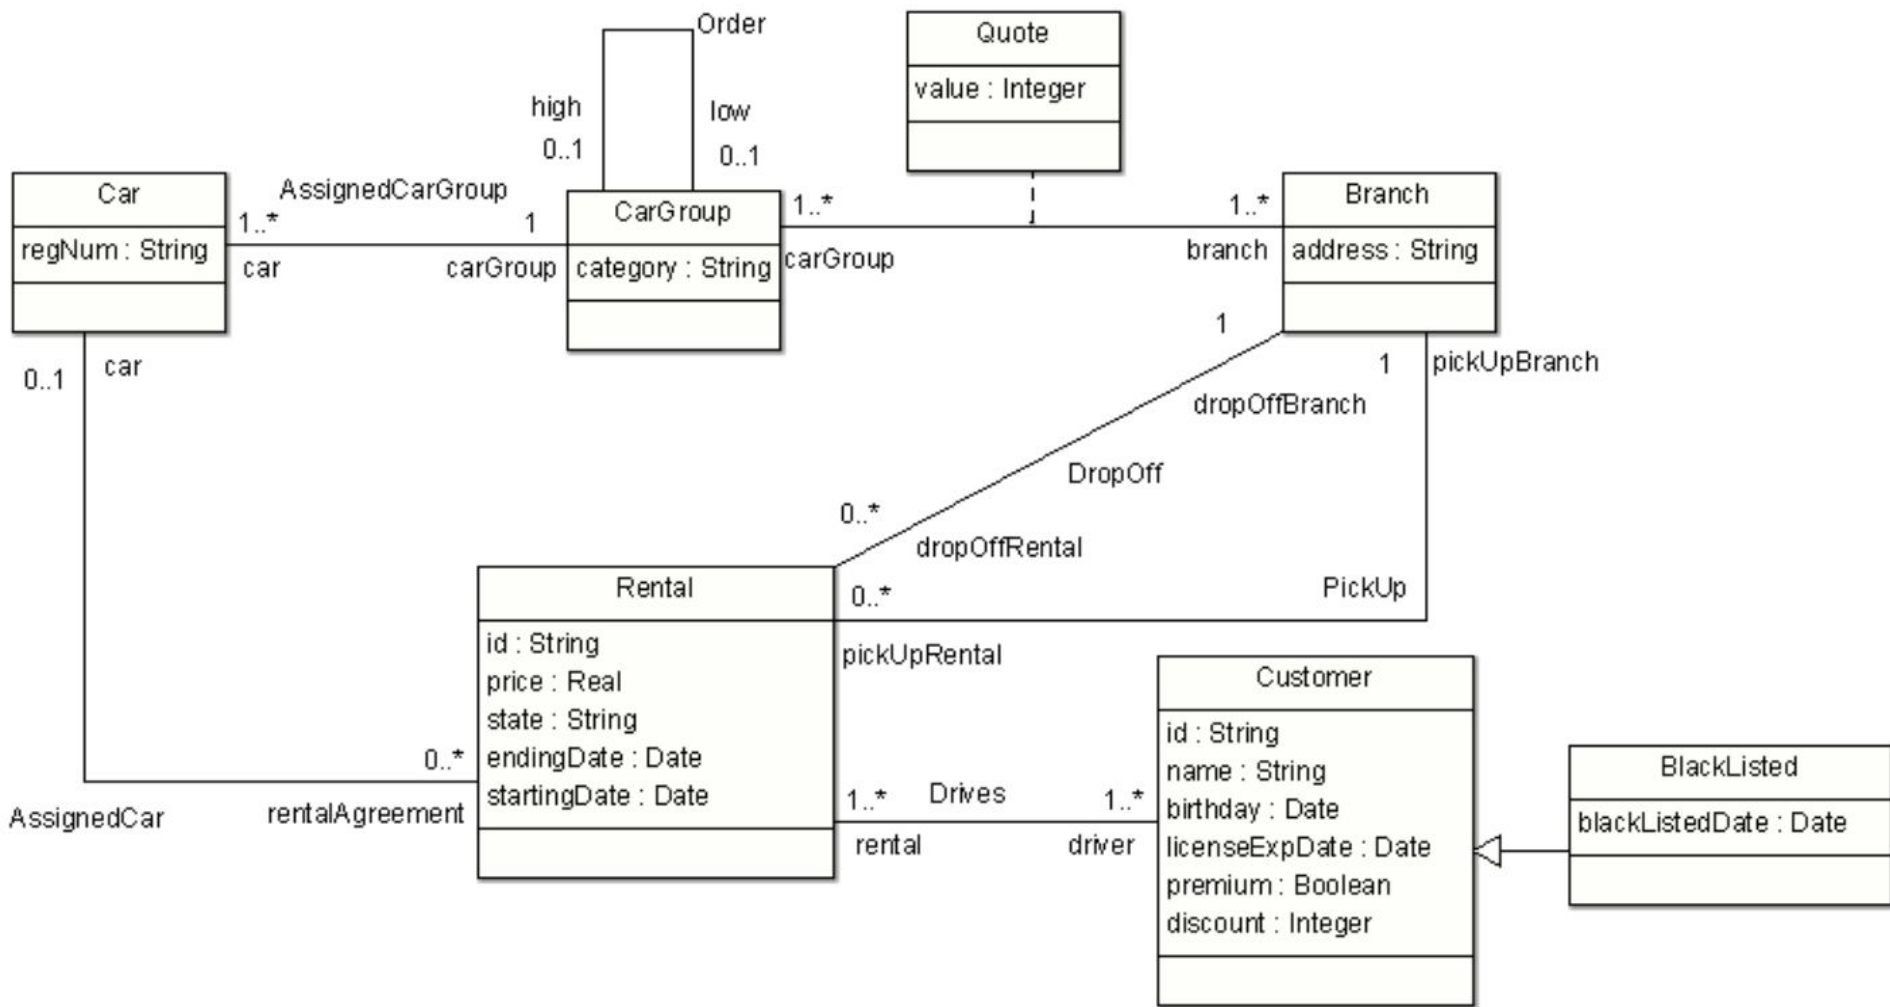 Order
Quote
value : Integer
high
low
0..1
0..1
Car
regNum : String
AssignedCarGroup
1..*
1
car
carGroup
CarGroup
category : String
1..*
1..*
carGroup
branch
Branch
address : String
0..1
car
1
1
pickUpBranch
dropOffBranch
DropOff
0..*
dropOffRental
PickUp
0..*
pickUpRental
Rental
id : String
price : Real
state : String
endingDate : Date
startingDate : Date
0..*
AssignedCar
rentalAgreement
1..*
Drives
1..*
rental
driver
Customer
id : String
name : String
birthday : Date
licenseExpDate : Date
premium : Boolean
discount : Integer
BlackListed
blackListedDate : Date